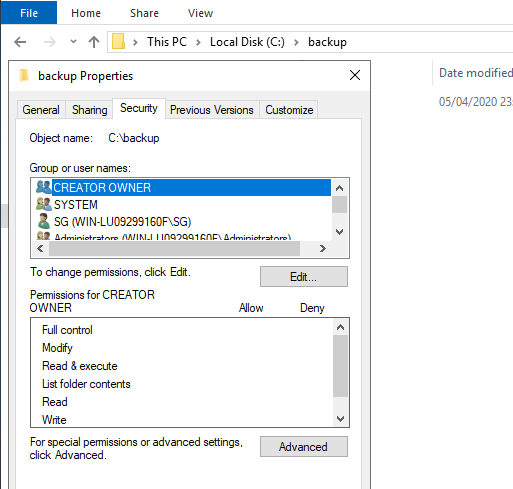 File Home Share View
This PC Local Disk (C:) backup
backup Properties
Date modified
05/04/2020 23:
General Sharing Security Previous Versions Customize
Object name: C:\backup
Group or user names:
CREATOR OWNER
SYSTEM
SG (WIN-LU09299160F\SG)
Administrators (WIN-LU09299160F\Administrators)
To change permissions, click Edit.
Edit...
Permissions for CREATOR
OWNER Allow Deny
Full control
Modify
Read & execute
List folder contents
Read
Write
For special permissions or advanced settings,
click Advanced.
Advanced